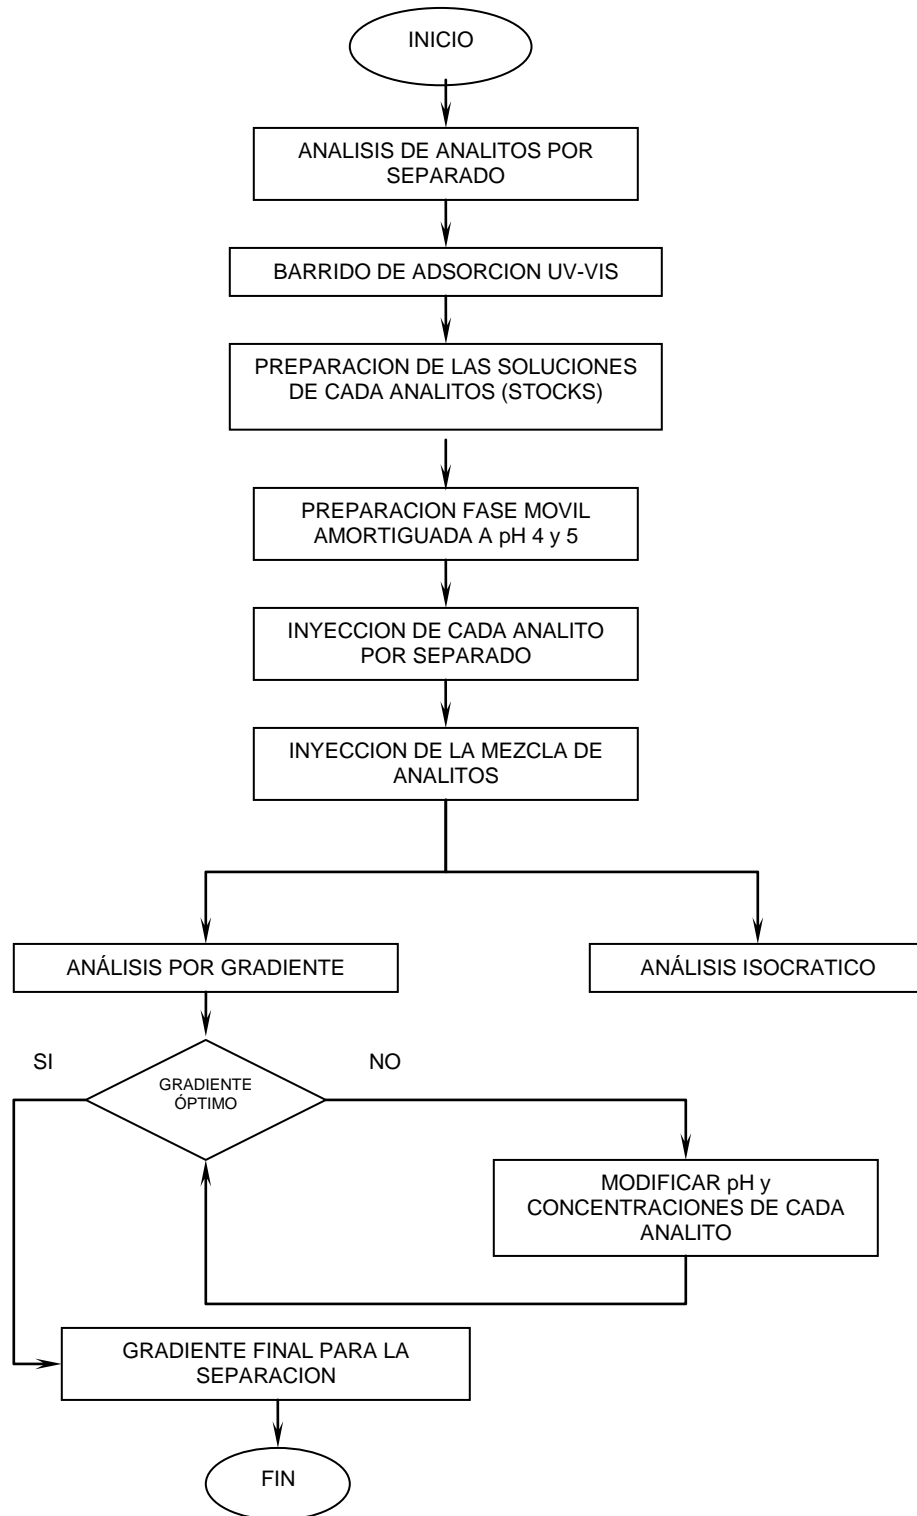 INICIO
ANALISIS DE ANALITOS POR
SEPARADO
BARRIDO DE ADSORCION UV-VIS
PREPARACION DE LAS SOLUCIONES
DE CADA ANALITOS (STOCKS)
PREPARACION FASE MOVIL
AMORTIGUADA A pH 4 y 5
INYECCION DE CADA ANALITO
POR SEPARADO
INYECCION DE LA MEZCLA DE
ANALITOS
ANÁLISIS POR GRADIENTE
ANÁLISIS ISOCRATICO
SI
NO
GRADIENTE
ÓPTIMO
MODIFICAR pH y
CONCENTRACIONES DE CADA
ANALITO
GRADIENTE FINAL PARA LA
SEPARACION
FIN